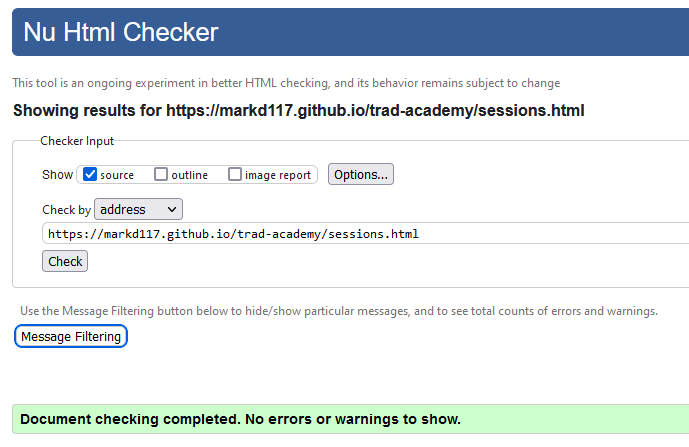 Nu Html Checker
This tool is an ongoing experiment in better HTML checking, and its behavior remains subject to change
Showing results for https://markd117.github.io/trad-academy/sessions.html
Checker Input
Show source outline image report Options...
Check by address
https://markd117.github.io/trad-academy/sessions.html
Check
Use the Message Filtering button below to hide/show particular messages, and to see total counts of errors and warnings.
Message Filtering
Document checking completed. No errors or warnings to show.